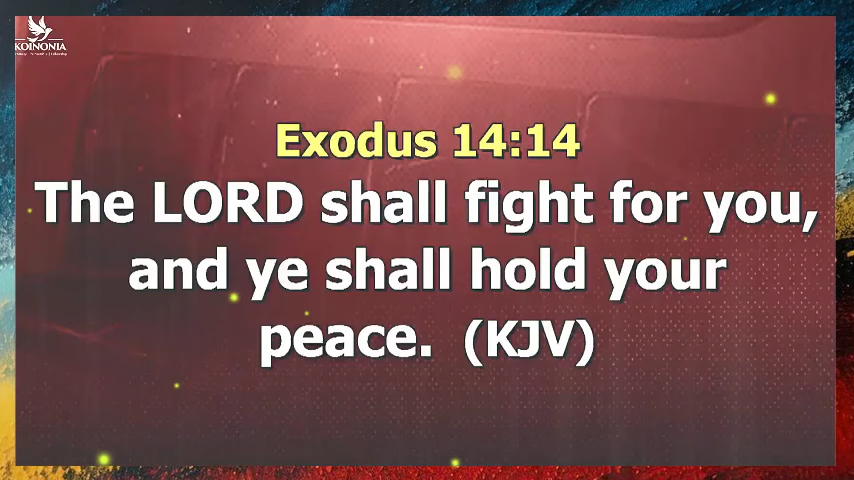 KOINONIA
Exodus 14:14
The LORD shall fight for you,
and ye shall hold your
peace. (KJV)